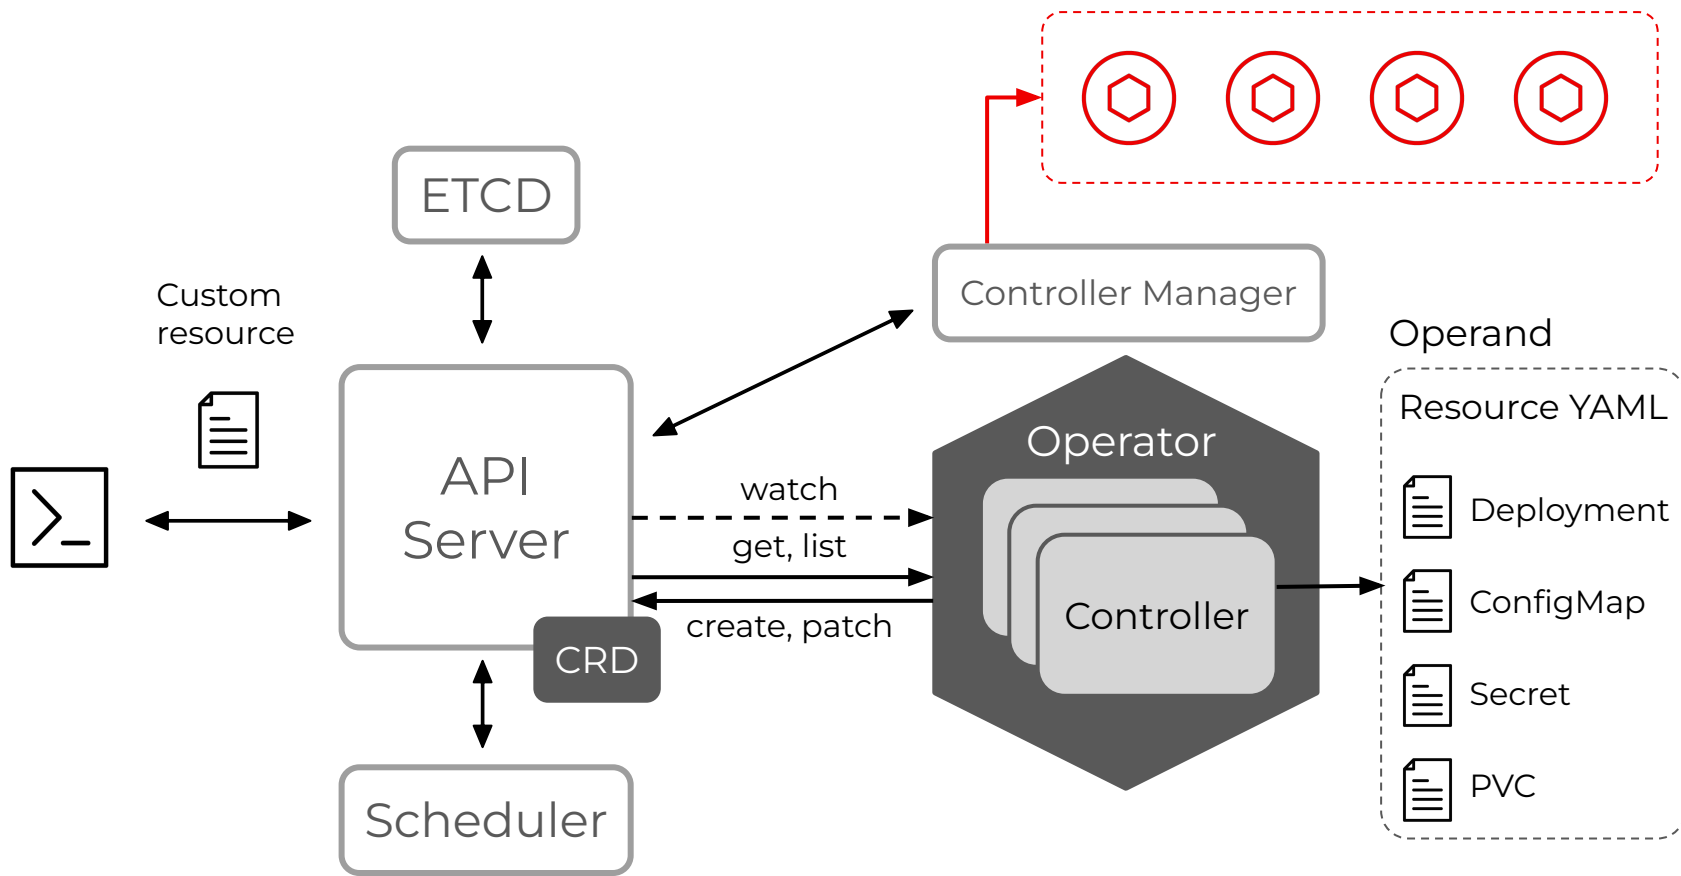 ETCD
Custom
resource
Controller Manager
Operand
Resource YAML
API
Server
Operator
watch
get, list
create, patch
CRD
Controller
Deployment
ConfigMap
Secret
PVC
Scheduler